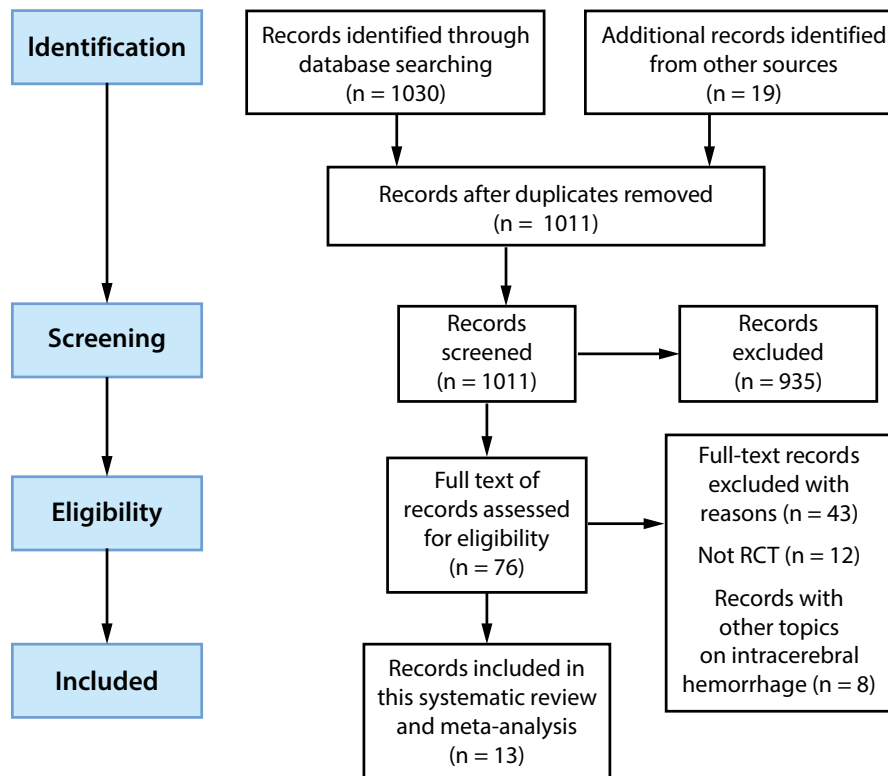 Identification
Records identified through
database searching
(n = 1030)
Additional records identified
from other sources
(n = 19)
Records after duplicates removed
(n = 1011)
Screening
Records
screened
(n = 1011)
Records
excluded
(n = 935)
Eligibility
Full text of
records assessed
for eligibility
(n = 76)
Full-text records
excluded with
reasons (n = 43)
Not RCT (n = 12)
Records with
other topics
on intracerebral
hemorrhage (n = 8)
Included
Records included in
this systematic review
and meta-analysis
(n = 13)